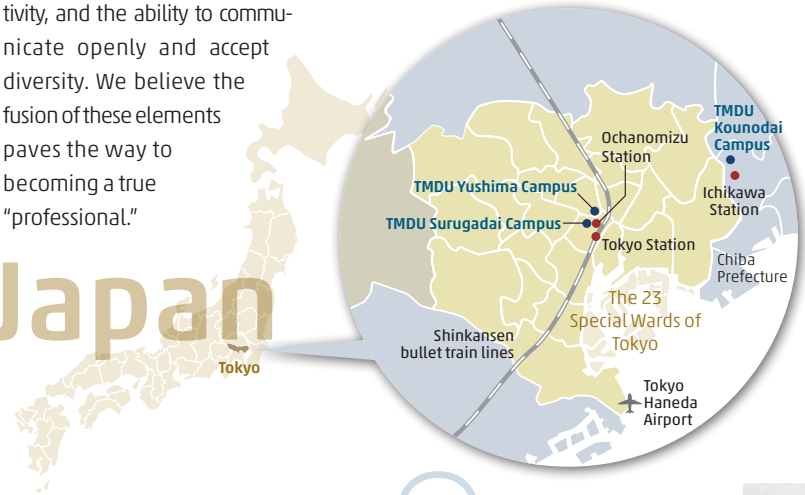 tivity, and the ability to commu-
nicate openly and accept
diversity. We believe the
fusion of these elements
paves the way to
becoming a true
“professional.”
Japan
Tokyo
TMDU
Kounodai
Campus
Ochanomizu
Station
TMDU Yushima Campus
Ichikawa
Station
TMDU Surugadai Campus
Tokyo Station
Chiba
Prefecture
The 23
Special Wards of
Tokyo
Shinkansen
bullet train lines
Tokyo
Haneda
Airport